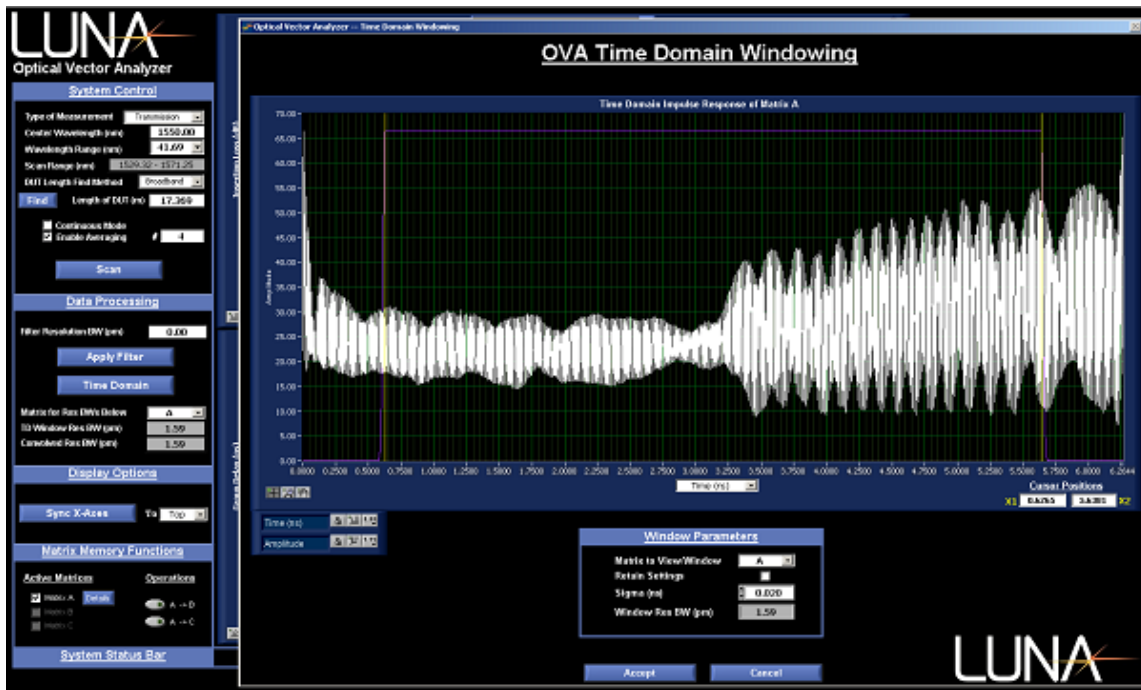 LUNA
Optical Vector Analyzer
System Control
Type of Measurement Transmission
Center Wavelength (nm) 1550.00
Wavelength Range (nm) 41.69
Scan Range (nm) 1529.32 - 1571.25
DUT Length Find Method Broadband
Find Length of DUT (m) 17.369
Continuous Mode
Enable Averaging # 4
Scan
Data Processing
Filter Resolution BW (pm) 0.00
Apply Filter
Time Domain
Matrix for Res BWs Below A
TD Window Res BW (pm) 1.59
Convolved Res BW (pm) 1.59
Display Options
Sync X-Axes To Top
Matrix Memory Functions
Active Matrices Operations
Matrix A Details A->D
Matrix B
Matrix C A->C
System Status Bar
Optical Vector Analyzer -- Time Domain Windowing
OVA Time Domain Windowing
Time Domain Impulse Response of Matrix A
70.00
65.00
60.00
55.00
50.00
45.00
40.00
35.00
30.00
25.00
20.00
15.00
10.00
5.00
0.00
Amplitude
0.0000 0.2500 0.5000 0.7500 1.0000 1.2500 1.5000 1.7500 2.0000 2.2500 2.5000 2.7500 3.0000 3.2500 3.5000 3.7500 4.0000 4.2500 4.5000 4.7500 5.0000 5.2500 5.5000 5.7500 6.0000 6.2644
Time (ns)
Cursor Positions
X1 X2
Time (ns)
Amplitude
Window Parameters
Matrix to View/Window A
Retain Settings
Sigma (ns) 0.020
Window Res BW (pm) 1.59
Accept Cancel
LUNA